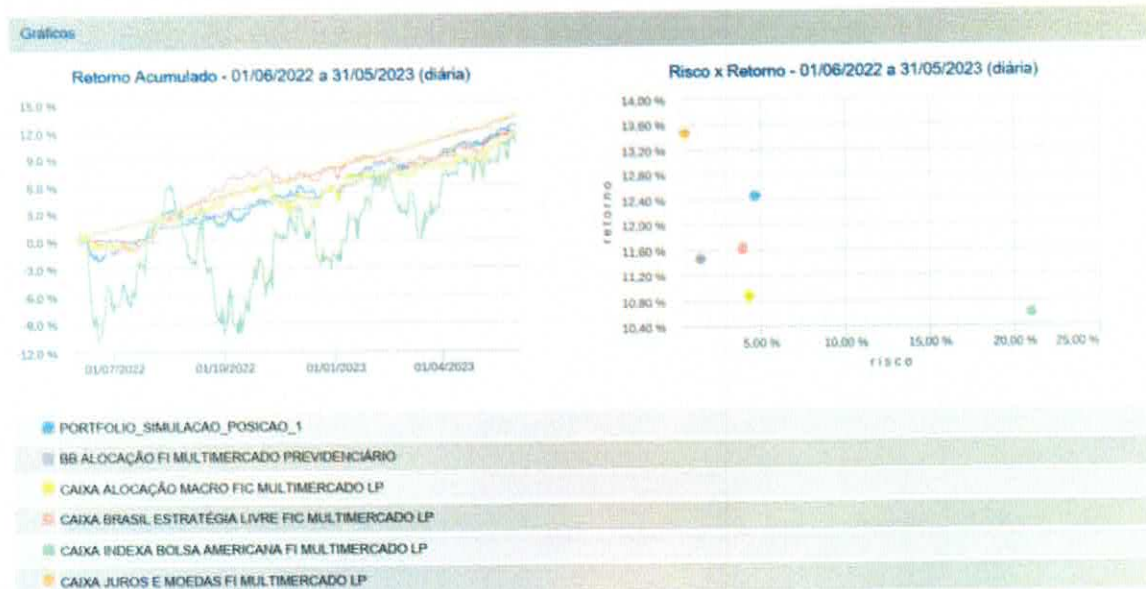 Gráficos
Retorno Acumulado - 01/06/2022 a 31/05/2023 (diária)
15.0 %
12.0 %
9.0 %
6.0 %
3.0 %
0.0 %
-3.0 %
-6.0 %
-9.0 %
-12.0 %
01/07/2022
01/10/2022
01/01/2023
01/04/2023
Risco x Retorno - 01/06/2022 a 31/05/2023 (diária)
retorno
14,00 %
13,60 %
13,20 %
12,80 %
12,40 %
12,00 %
11,60 %
11,20 %
10,80 %
10,40 %
5,00 %
10,00 %
15,00 %
20,00 %
25,00 %
risco
PORTFOLIO_SIMULACAO_POSICAO_1
BB ALOCAÇÃO FI MULTIMERCADO PREVIDENCIÁRIO
CAIXA ALOCAÇÃO MACRO FIC MULTIMERCADO LP
CAIXA BRASIL ESTRATÉGIA LIVRE FIC MULTIMERCADO LP
CAIXA INDEXA BOLSA AMERICANA FI MULTIMERCADO LP
CAIXA JUROS E MOEDAS FI MULTIMERCADO LP